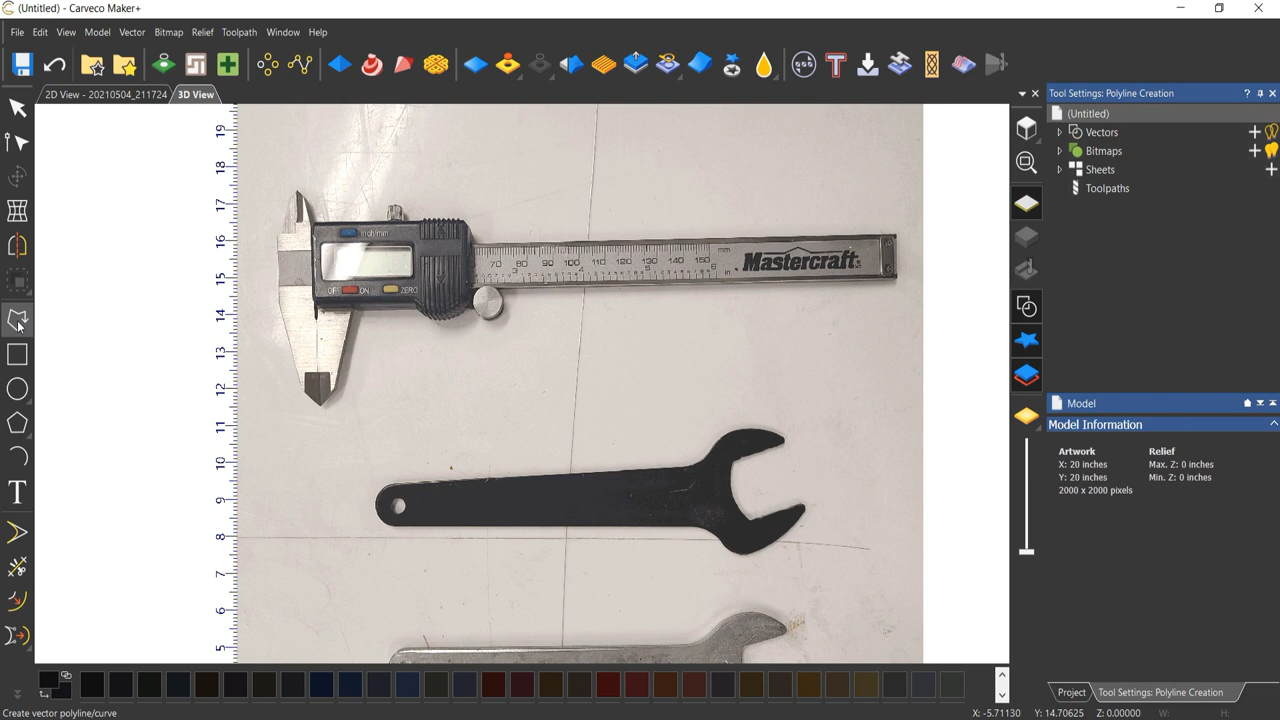 (Untitled) - Carveco Maker+
File Edit View Model Vector Bitmap Relief Toolpath Window Help
2D View - 20210504_211724 3D View
Tool Settings: Polyline Creation
(Untitled)
Vectors
Bitmaps
Sheets
Toolpaths
19
18
17
16
15
14
13
12
11
10
9
8
7
6
5
inch/mm
OFF ON ZERO
70 80 90 100 110 120 130 140 150 mm
3 4 5 6 in.
Mastercraft
T
Model
Model Information
Artwork Relief
X: 20 inches Max. Z: 0 inches
Y: 20 inches Min. Z: 0 inches
2000 x 2000 pixels
Project Tool Settings: Polyline Creation
Create vector polyline/curve
X: -5.71130 Y: 14.70625 Z: 0.00000 W: H: